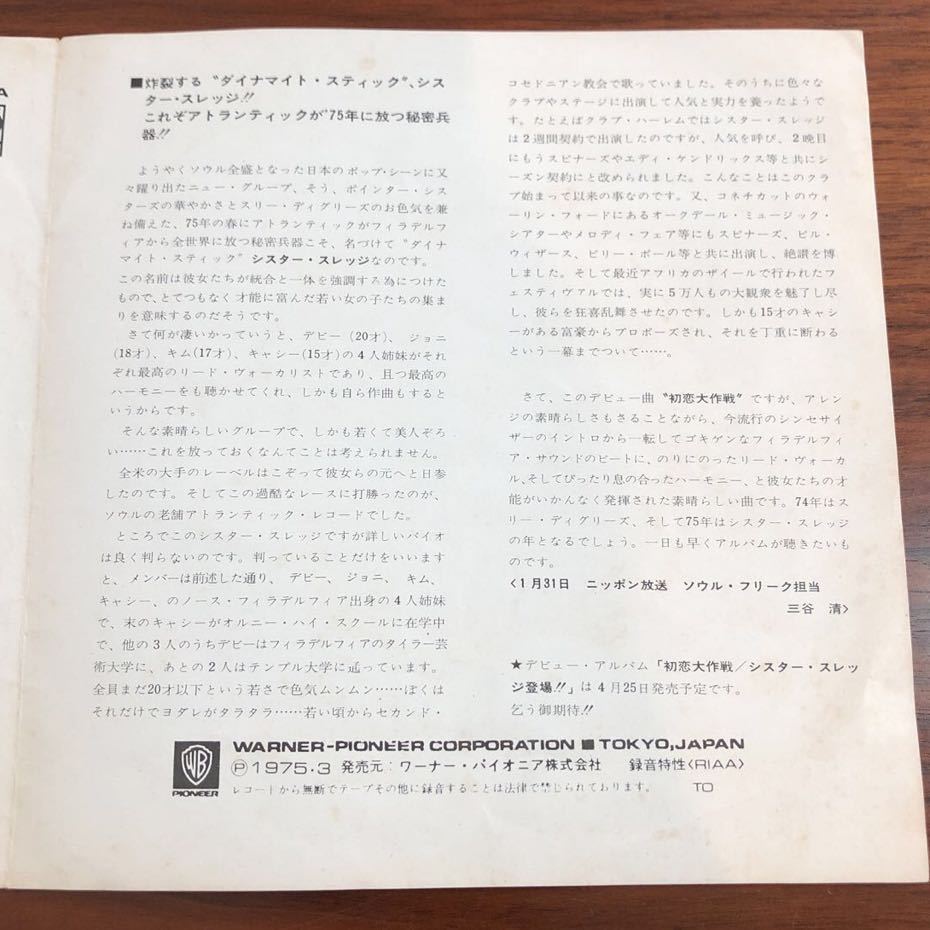 ■炸裂する “ダイナマイト・スティック”、シス
ター・スレッジ!!
これぞアトランティックが'75年に放つ秘密兵
器!!
ようやくソウル全盛となった日本のポップ・シーンに又
々躍り出たニュー・グループ、そう、ポインター・シス
ターズの華やかさとスリー・ディグリーズのお色気を兼
ね備えた、75年の春にアトランティックがフィラデル
フィアから全世界に放つ秘密兵器こそ、名づけて“ダイナ
マイト・スティック” シスター・スレッジなのです。
この名前は彼女たちが統合と一体を強調する為につけた
もので、とてつもなく才能に富んだ若い女の子たちの集ま
りを意味するのだそうです。
さて何が凄いかっていうと、デビー (20才)、 ジョニ
(18才)、キム(17才)、キャシー(15才)の4人姉妹がそれ
ぞれ最高のリード・ヴォーカリストであり、且つ最高の
ハーモニーをも聴かせてくれ、しかも自ら作曲もすると
いうからです。
そんな素晴らしいグループで、しかも若くて美人ぞろ
い……これを放っておくなんてことは考えられません。
全米の大手のレーベルはこぞって彼女らの元へと日参
したのです。そしてこの過酷なレースに打勝ったのが、
ソウルの老舗アトランティック・レコードでした。
ところでこのシスター・スレッジですが詳しいバイオ
は良く判らないのです。判っていることだけをいいます
と、メンバーは前述した通り、デビー、ジョニ、 キム、
キャシー、のノース・フィラデルフィア出身の4人姉妹
で、末のキャシーがオルニー・ハイ・スクールに在学中
で、他の3人のうちデビーはフィラデルフィアのタイラー芸
術大学に、あとの2人はテンプル大学に通っています。
全員まだ20才以下という若さで色気ムンムン……ぼくは
それだけでヨダレがタラタラ……若い頃からセカンド・
コセドニアン教会で歌っていました。そのうちに色々な
クラブやステージに出演して人気と実力を養ったようで
す。たとえばクラブ・ハーレムではシスター・スレッジ
は2週間契約で出演したのですが、人気を呼び、2晩目
にもうスピナーズやエディ・ケンドリックス等と共にシ
ーズン契約にと改められました。こんなことはこのクラ
ブ始まって以来の事なのです。又、コネチカットのウォ
ーリン・フォードにあるオークデール・ミュージック・
シアターやメロディ・フェア等にもスピナーズ、ビル・
ウィザース、ビリー・ポール等と共に出演し、絶讃を博
しました。そして最近アフリカのザイールで行われたフ
ェスティヴァルでは、実に5万人もの大観衆を魅了し尽
し、彼らを狂喜乱舞させたのです。しかも15才のキャシ
ーがある富豪からプロポーズされ、それを丁重に断わる
という一幕までついて……。
さて、このデビュー曲 “初恋大作戦” ですが、アレン
ジの素晴らしさもさることながら、今流行のシンセサイ
ザーのイントロから一転してゴキゲンなフィラデルフィ
ア・サウンドのビートに、のりにのったリード・ヴォーカ
ル、そしてぴったり息の合ったハーモニー、と彼女たちの才
能がいかんなく発揮された素晴らしい曲です。74年はス
リー・ディグリーズ、そして75年はシスター・スレッジ
の年となるでしょう。一日も早くアルバムが聴きたいも
のです。
<1月31日 ニッポン放送 ソウル・フリーク担当
三谷 清>
★デビュー・アルバム「初恋大作戦／シスター・スレッ
ジ登場!!」は4月25日発売予定です。
乞う御期待!!
WB
PIONEER
WARNER-PIONEER CORPORATION ■ TOKYO, JAPAN
Ⓟ1975・3 発売元：ワーナー・パイオニア株式会社 録音特性<RIAA>
レコードから無断でテープその他に録音することは法律で禁じられております。 TO
A